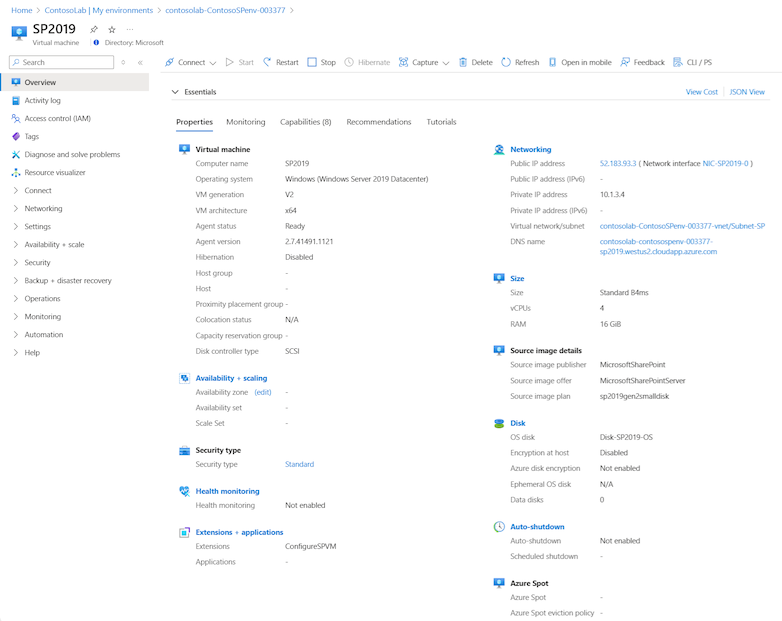 Home > ContosoLab | My environments > contosolab-ContosoSPenv-003377 >
SP2019
Virtual machine
Directory: Microsoft
Search
Connect
Start
Restart
Stop
Hibernate
Capture
Delete
Refresh
Open in mobile
Feedback
CLI / PS
Overview
Activity log
Access control (IAM)
Tags
Diagnose and solve problems
Resource visualizer
Connect
Networking
Settings
Availability + scale
Security
Backup + disaster recovery
Operations
Monitoring
Automation
Help
Essentials
View Cost
JSON View
Properties
Monitoring
Capabilities (8)
Recommendations
Tutorials
Virtual machine
Computer name SP2019
Operating system Windows (Windows Server 2019 Datacenter)
VM generation V2
VM architecture x64
Agent status Ready
Agent version 2.7.41491.1121
Hibernation Disabled
Host group -
Host -
Proximity placement group -
Colocation status N/A
Capacity reservation group -
Disk controller type SCSI
Availability + scaling
Availability zone (edit) -
Availability set -
Scale Set -
Security type
Security type Standard
Health monitoring
Health monitoring Not enabled
Extensions + applications
Extensions ConfigureSPVM
Applications -
Networking
Public IP address 52.183.93.3 ( Network interface NIC-SP2019-0 )
Public IP address (IPv6) -
Private IP address 10.1.3.4
Private IP address (IPv6) -
Virtual network/subnet contosolab-ContosoSPenv-003377-vnet/Subnet-SP
DNS name contosolab-contosospenv-003377-
sp2019.westus2.cloudapp.azure.com
Size
Size Standard B4ms
vCPUs 4
RAM 16 GiB
Source image details
Source image publisher MicrosoftSharePoint
Source image offer MicrosoftSharePointServer
Source image plan sp2019gen2smalldisk
Disk
OS disk Disk-SP2019-OS
Encryption at host Disabled
Azure disk encryption Not enabled
Ephemeral OS disk N/A
Data disks 0
Auto-shutdown
Auto-shutdown Not enabled
Scheduled shutdown -
Azure Spot
Azure Spot -
Azure Spot eviction policy -